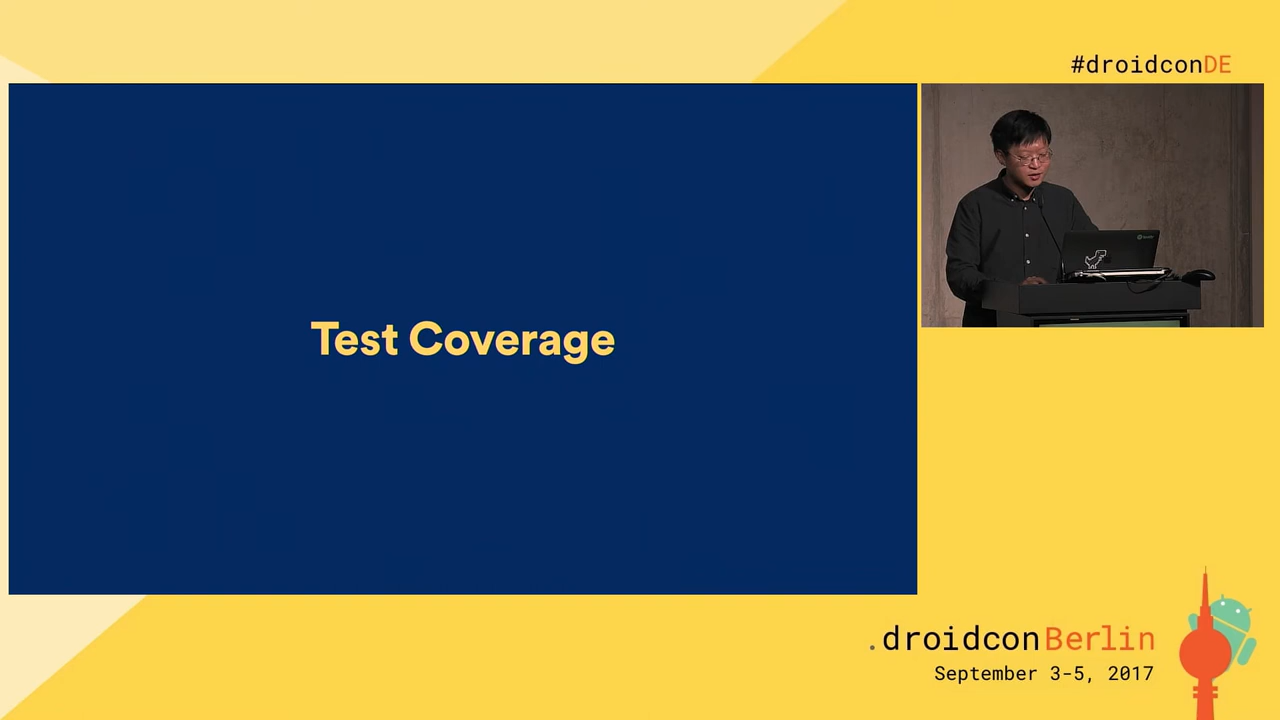 #droidconDE
Test Coverage
.droidconBerlin
September 3-5, 2017